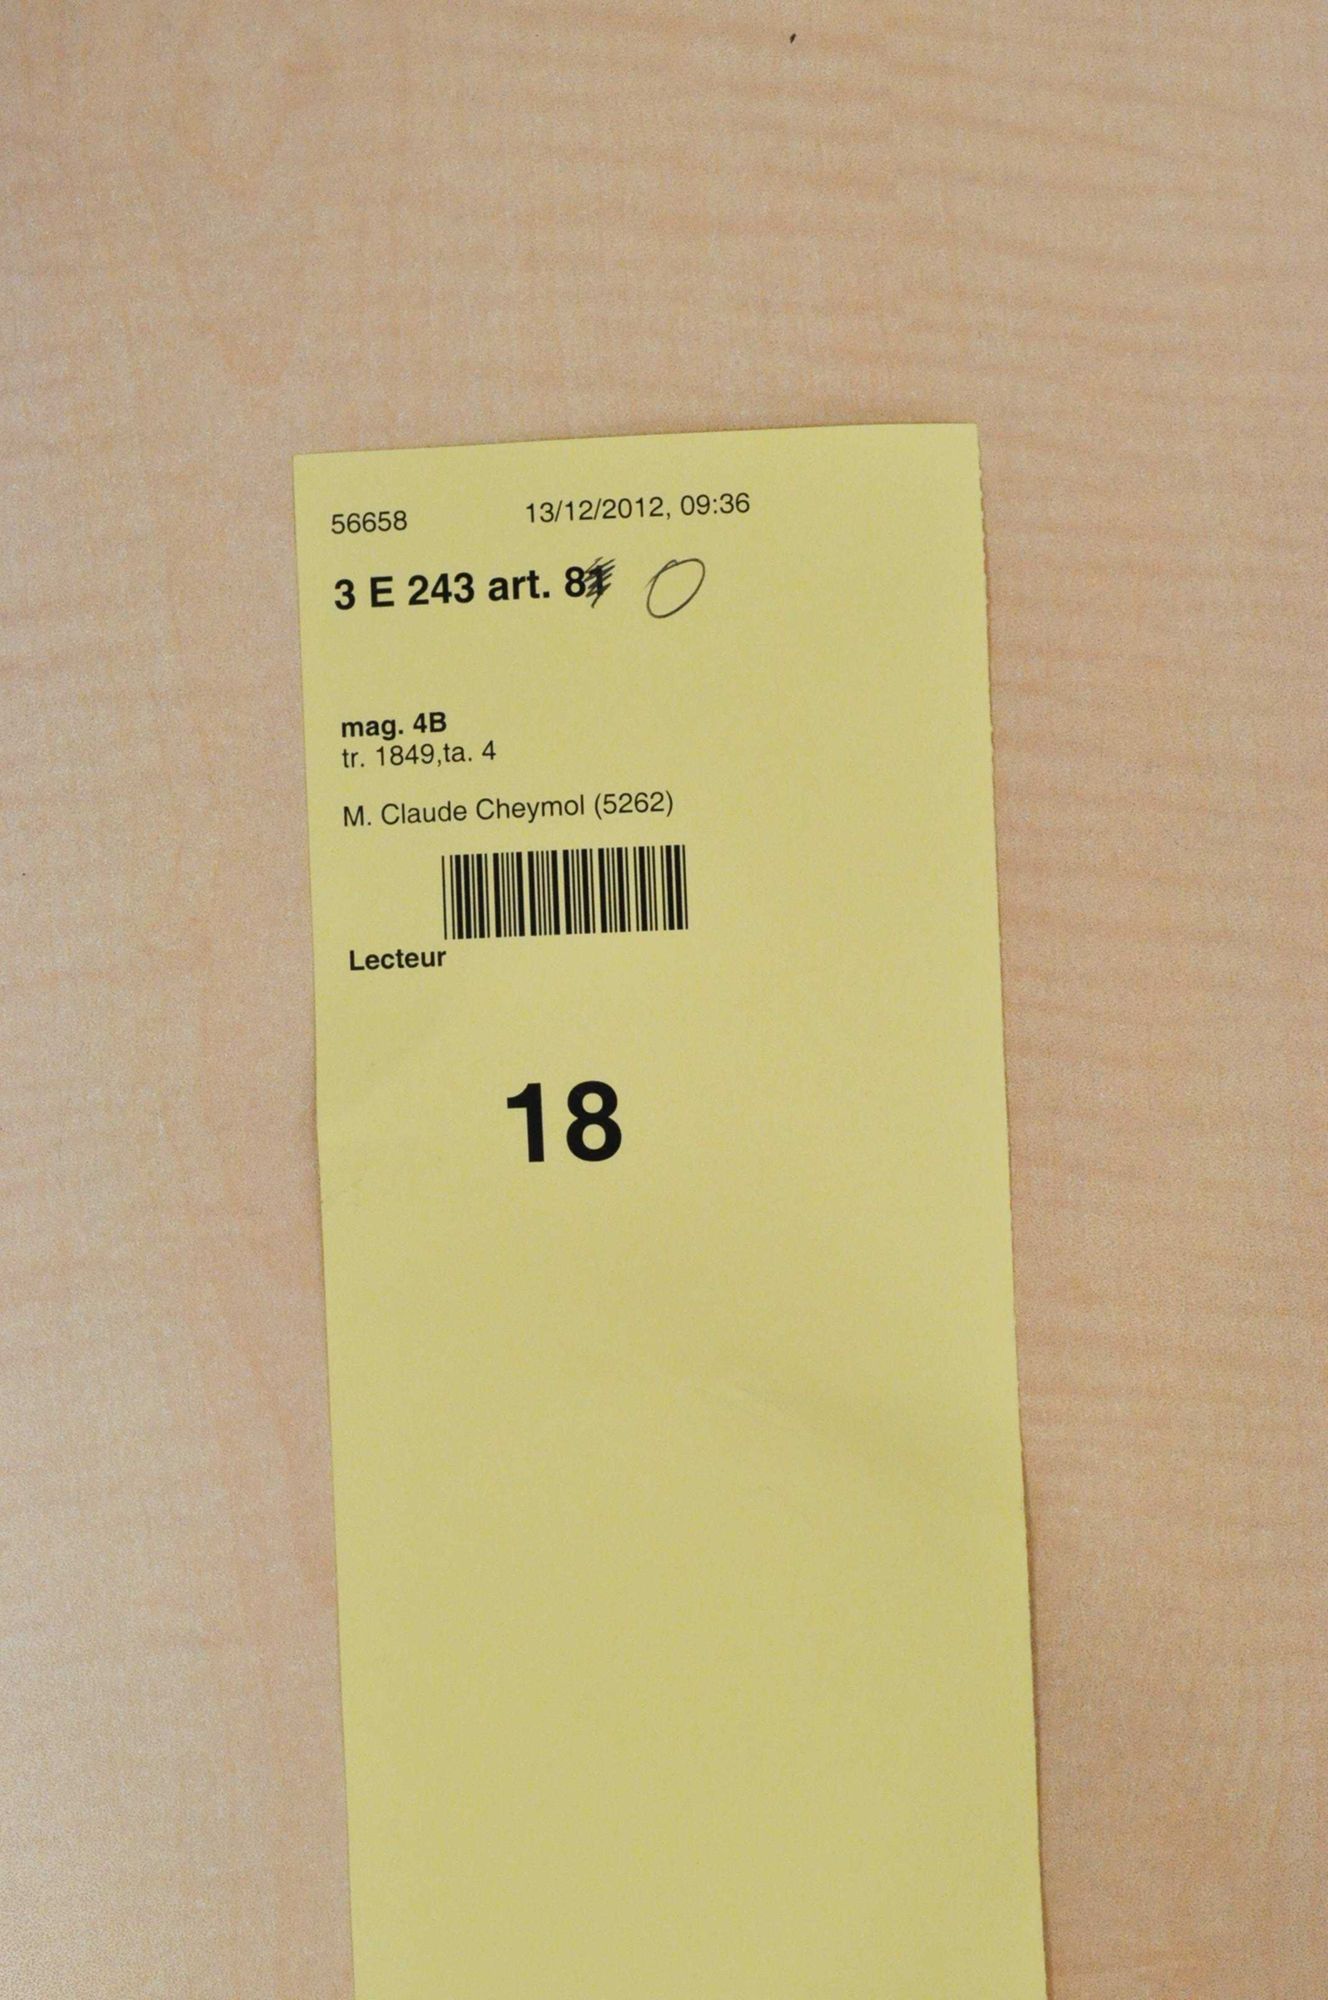 56658 13/12/2012, 09:36
3 E 243 art. 81 0
mag. 4B
tr. 1849,ta. 4
M. Claude Cheymol (5262)
Lecteur
18